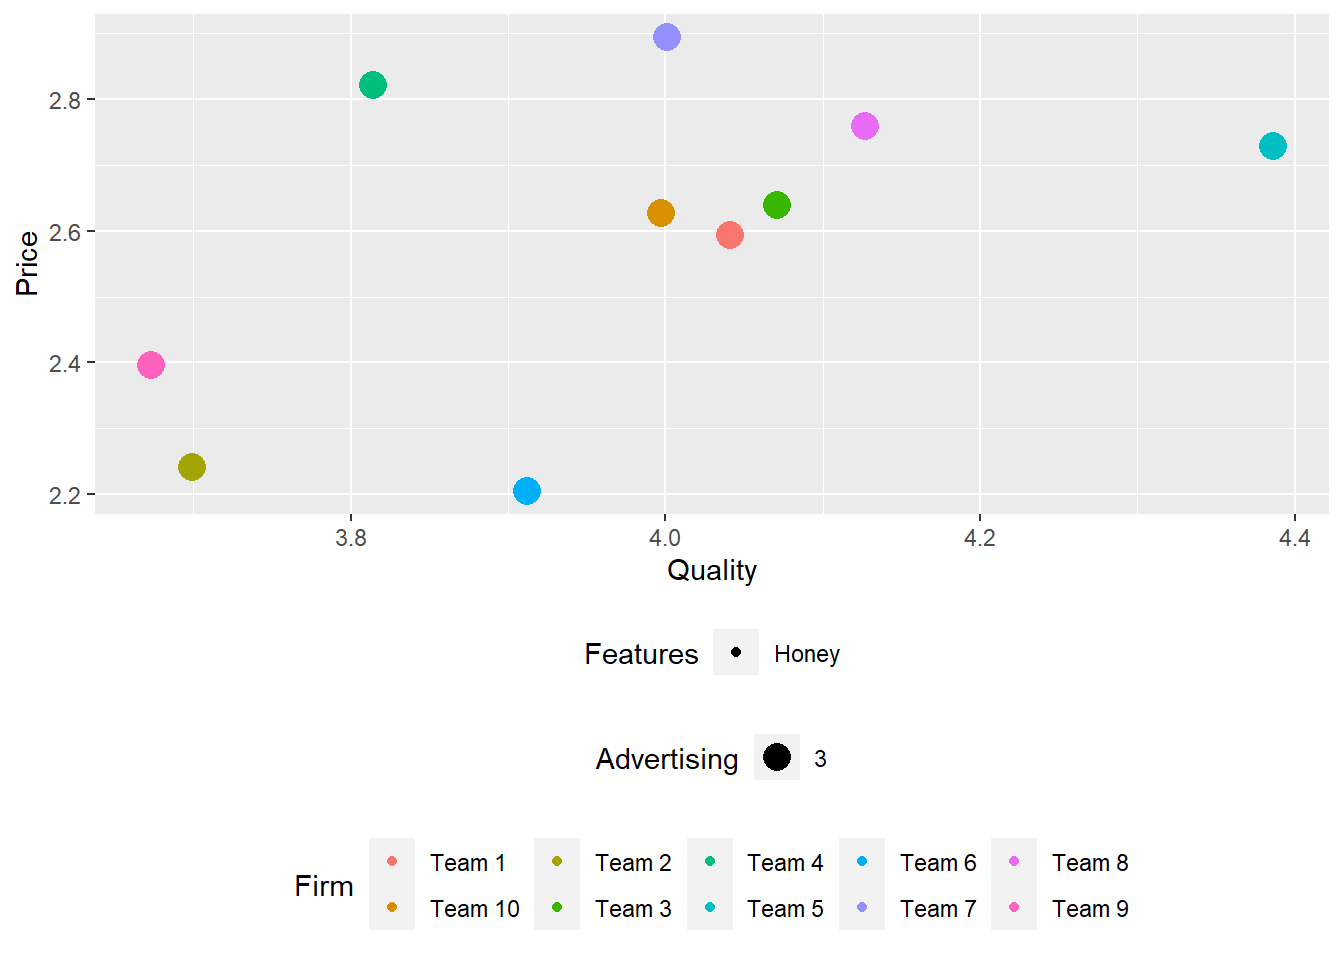 2.8
2.6
2.4
2.2
Price
3.8 4.0 4.2 4.4
Quality
Features Honey
Advertising 3
Firm
Team 1 Team 2 Team 4 Team 6 Team 8
Team 10 Team 3 Team 5 Team 7 Team 9